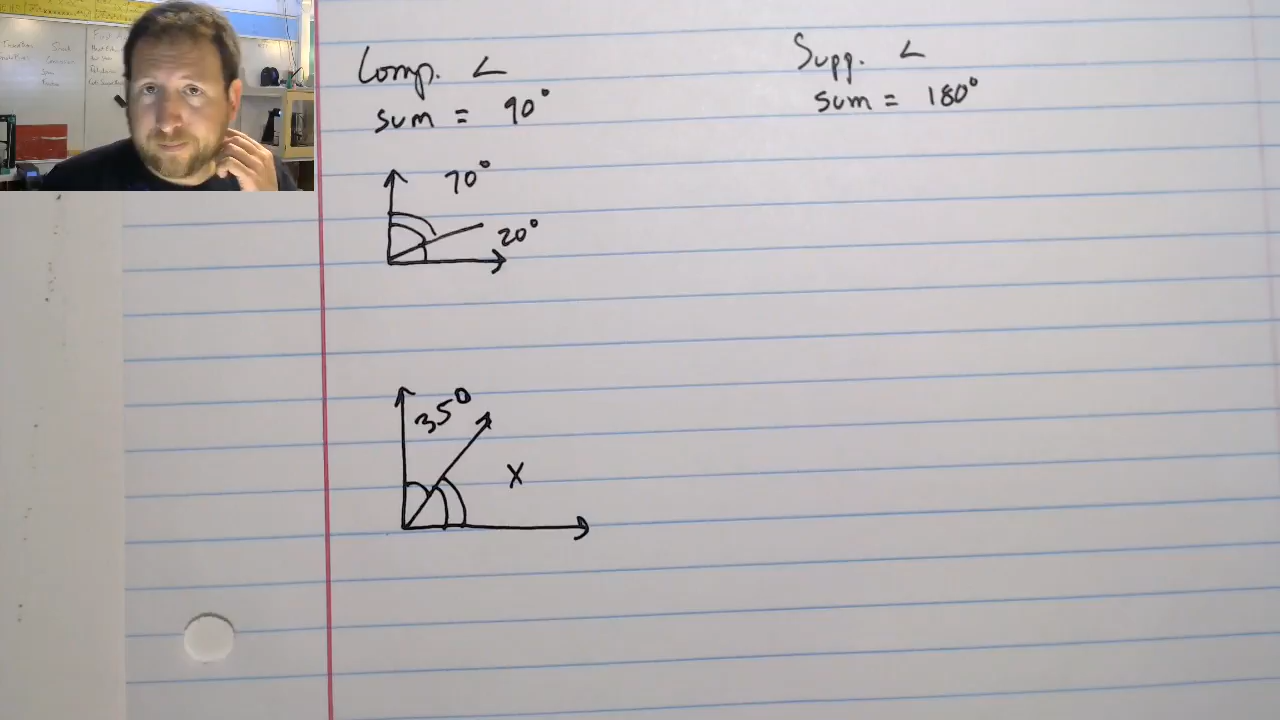 Comp. ∠
sum = 90°
70°
20°
35°
x
Supp. ∠
sum = 180°